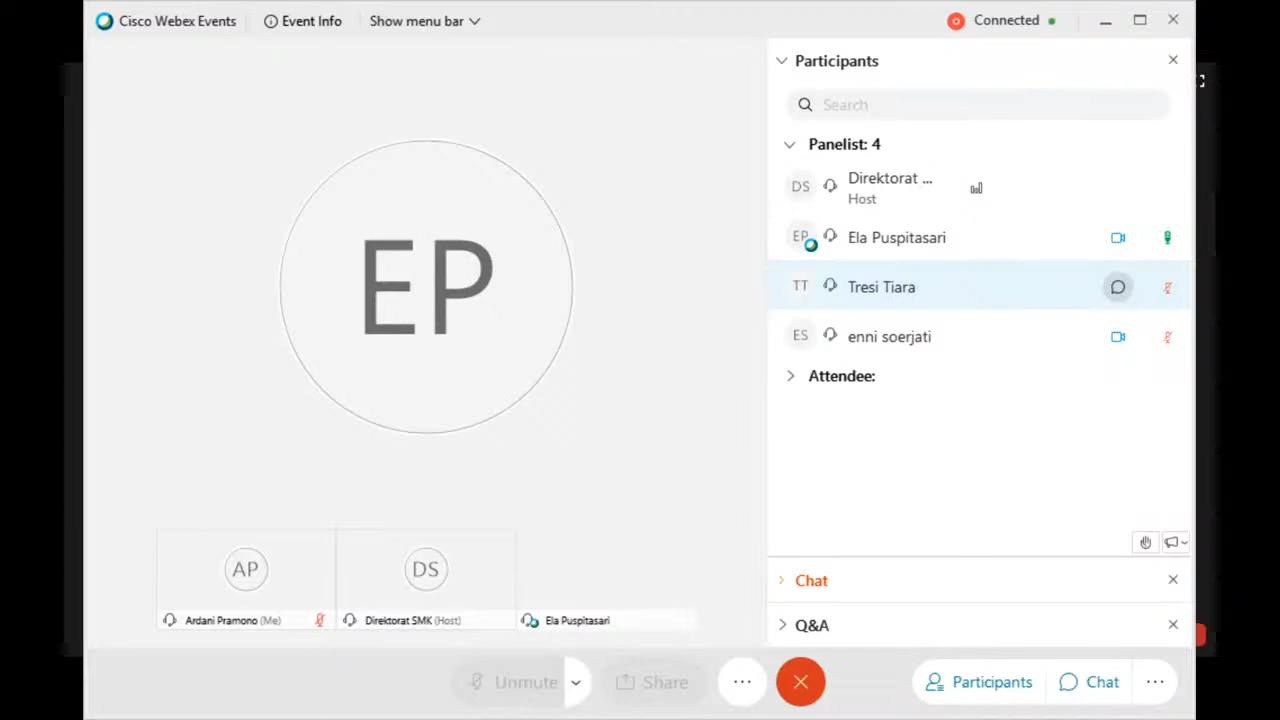 Cisco Webex Events
Event Info
Show menu bar
Connected
Participants
Search
Panelist: 4
DS
Direktorat ...
Host
EP
Ela Puspitasari
TT
Tresi Tiara
ES
enni soerjati
Attendee:
EP
AP
DS
Ardani Pramono (Me)
Direktorat SMK (Host)
Ela Puspitasari
Chat
Q&A
Unmute
Share
Participants
Chat